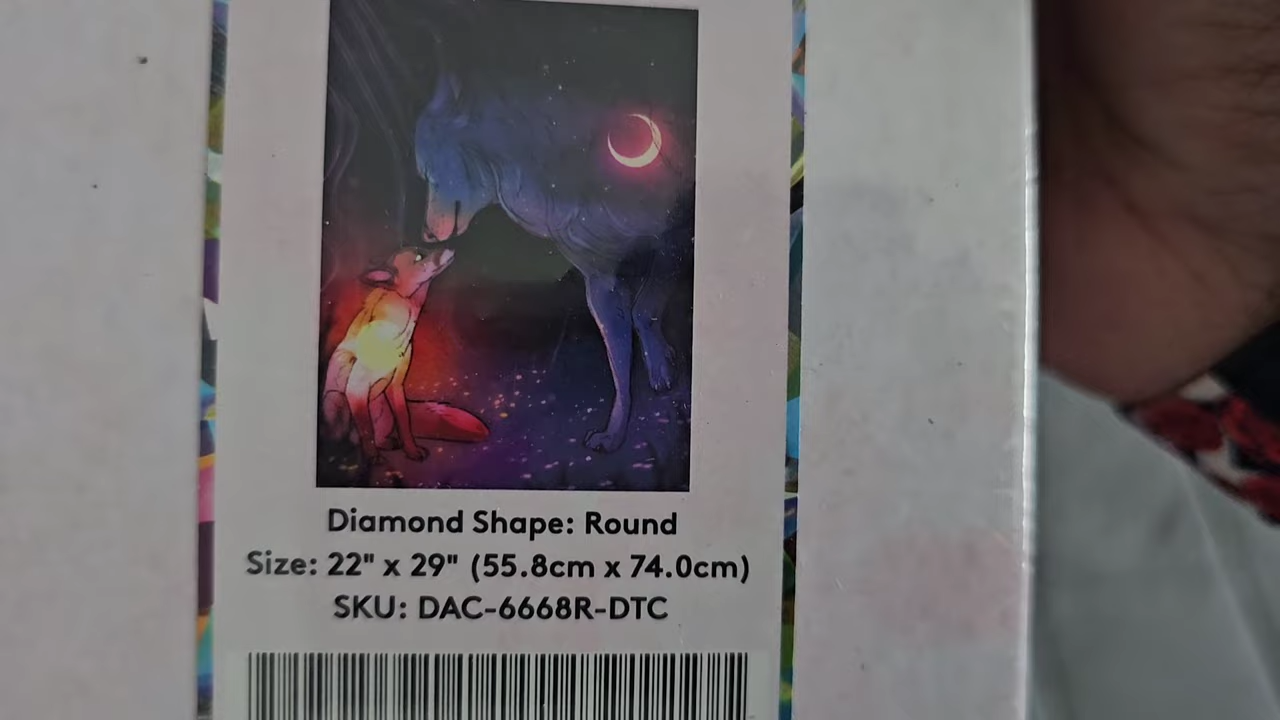 Diamond Shape: Round
Size: 22" x 29" (55.8cm x 74.0cm)
SKU: DAC-6668R-DTC